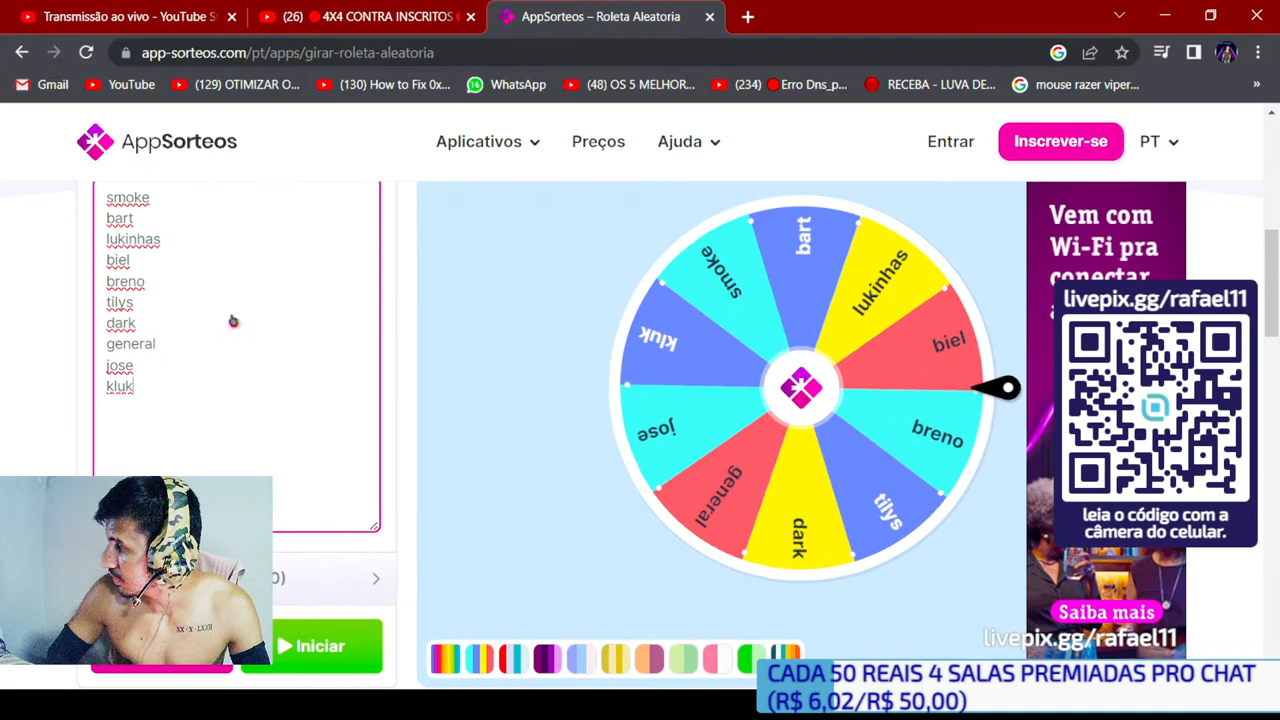 Transmissão ao vivo - YouTube S
(26) 4X4 CONTRA INSCRITOS
AppSorteos – Roleta Aleatoria
app-sorteos.com/pt/apps/girar-roleta-aleatoria
Gmail
YouTube
(129) OTIMIZAR O...
(130) How to Fix 0x...
16
WhatsApp
(48) OS 5 MELHOR...
(234) Erro Dns_p...
RECEBA - LUVA DE...
mouse razer viper...
»
AppSorteos
Aplicativos
Preços
Ajuda
Entrar
Inscrever-se
PT
smoke
bart
lukinhas
biel
breno
tilys
dark
general
jose
kluk
0)
Iniciar
bart
lukinhas
biel
breno
tilys
dark
general
jose
kluk
smoke
Vem com
Wi-Fi pra
conectar
livepix.gg/rafael11
leia o código com a
câmera do celular.
Saiba mais
livepix.gg/rafael11
CADA 50 REAIS 4 SALAS PREMIADAS PRO CHAT
(R$ 6,02/R$ 50,00)